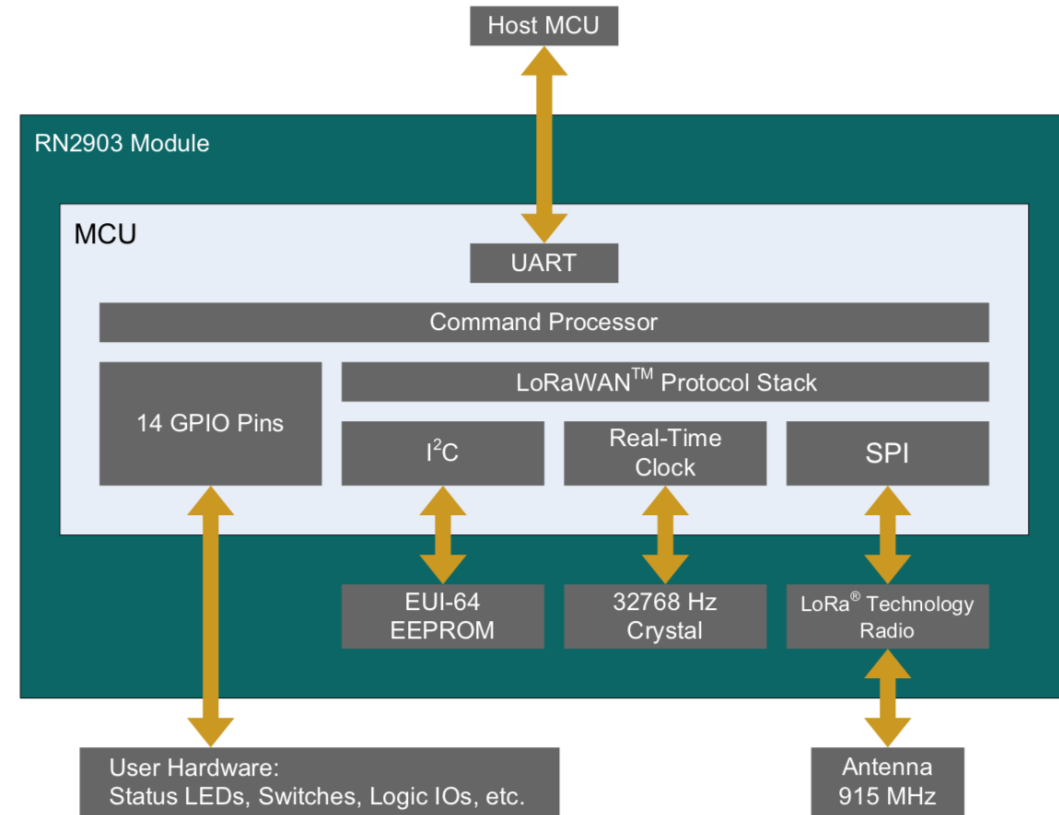 Host MCU
RN2903 Module
MCU
UART
Command Processor
14 GPIO Pins
LoRaWAN™ Protocol Stack
I²C
Real-Time
Clock
SPI
EUI-64
EEPROM
32768 Hz
Crystal
LoRa® Technology
Radio
User Hardware:
Status LEDs, Switches, Logic IOs, etc.
Antenna
915 MHz